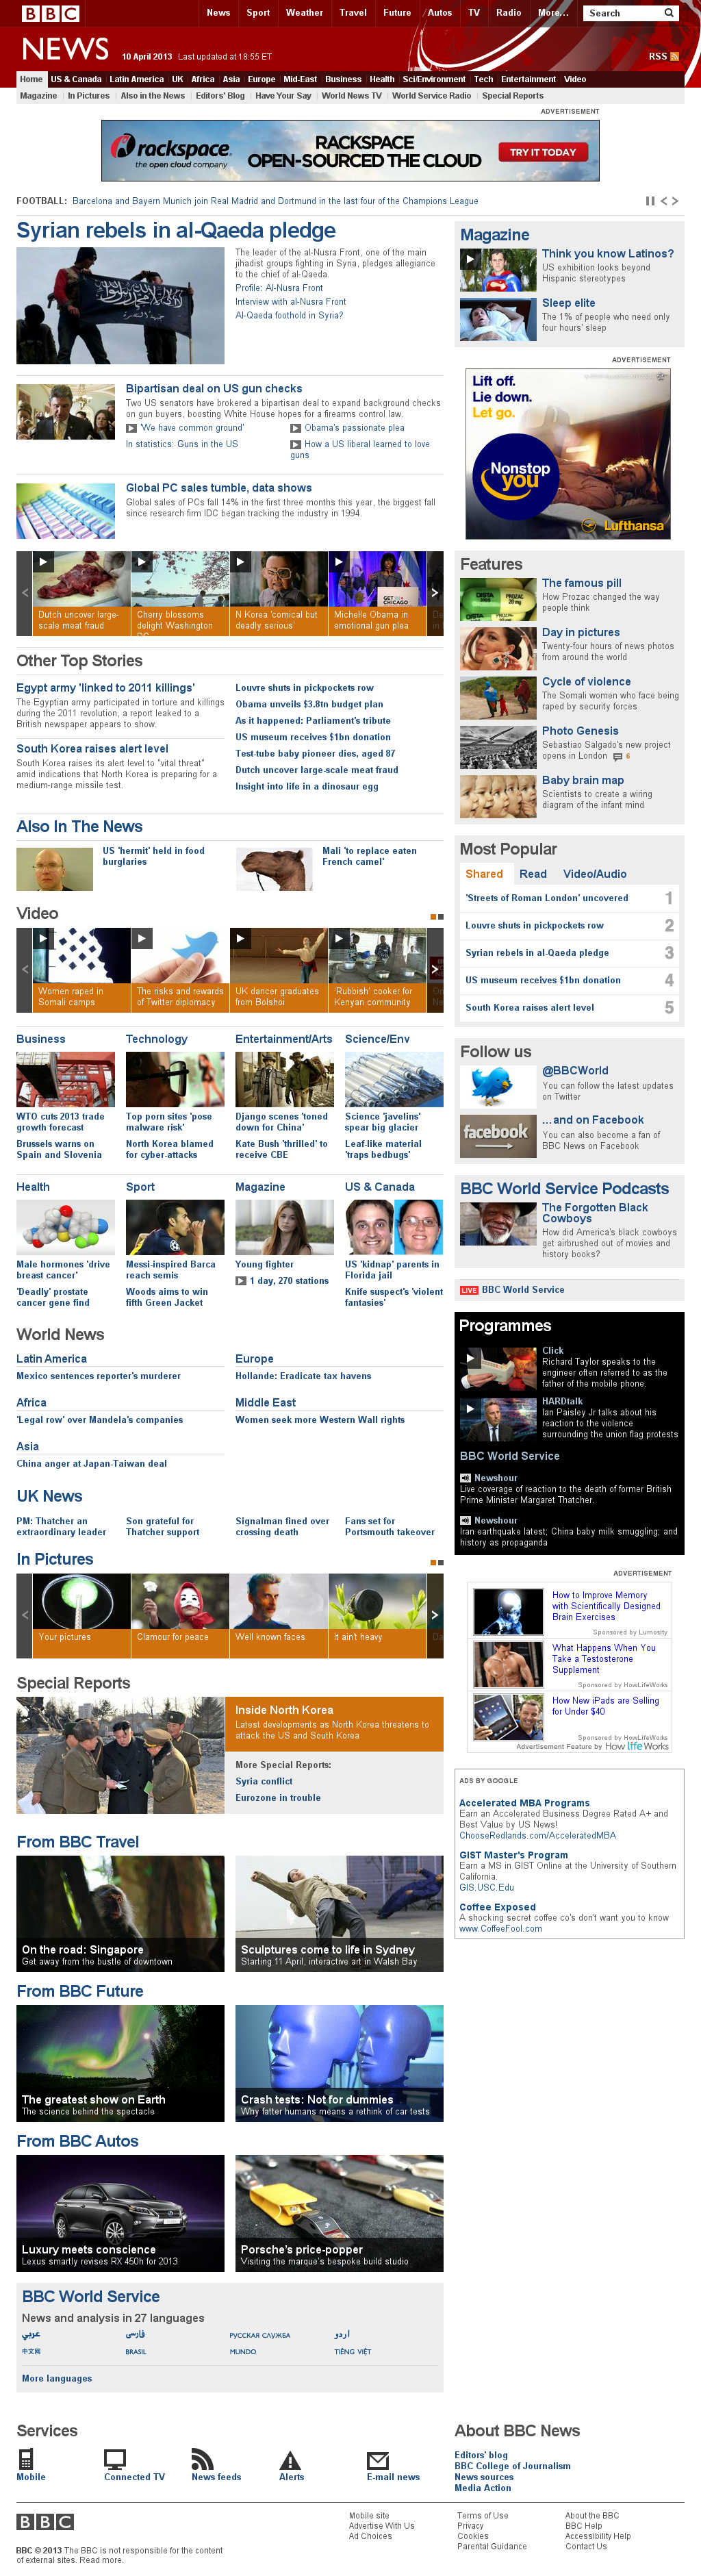 BBC
News Sport Weather Travel Future Autos TV Radio More... Search
NEWS 10 April 2013 Last updated at 18:55 ET
RSS
Home US & Canada Latin America UK Africa Asia Europe Mid-East Business Health Sci/Environment Tech Entertainment Video
Magazine In Pictures Also in the News Editors' Blog Have Your Say World News TV World Service Radio Special Reports
ADVERTISEMENT
rackspace
the open cloud company
RACKSPACE
OPEN-SOURCED THE CLOUD
TRY IT TODAY
FOOTBALL: Barcelona and Bayern Munich join Real Madrid and Dortmund in the last four of the Champions League
Syrian rebels in al-Qaeda pledge
The leader of the al-Nusra Front, one of the main
jihadist groups fighting in Syria, pledges allegiance
to the chief of al-Qaeda.
Profile: Al-Nusra Front
Interview with al-Nusra Front
Al-Qaeda foothold in Syria?
Bipartisan deal on US gun checks
Two US senators have brokered a bipartisan deal to expand background checks
on gun buyers, boosting White House hopes for a firearms control law.
'We have common ground'
Obama's passionate plea
In statistics: Guns in the US
How a US liberal learned to love
guns
Global PC sales tumble, data shows
Global sales of PCs fall 14% in the first three months this year, the biggest fall
since research firm IDC began tracking the industry in 1994.
Dutch uncover large-
scale meat fraud
Cherry blossoms
delight Washington
DC
N Korea 'comical but
deadly serious'
Michelle Obama in
emotional gun plea
Other Top Stories
Egypt army 'linked to 2011 killings'
The Egyptian army participated in torture and killings
during the 2011 revolution, a report leaked to a
British newspaper appears to show.
South Korea raises alert level
South Korea raises its alert level to "vital threat"
amid indications that North Korea is preparing for a
medium-range missile test.
Louvre shuts in pickpockets row
Obama unveils $3.8tn budget plan
As it happened: Parliament's tribute
US museum receives $1bn donation
Test-tube baby pioneer dies, aged 87
Dutch uncover large-scale meat fraud
Insight into life in a dinosaur egg
Also In The News
US 'hermit' held in food
burglaries
Mali 'to replace eaten
French camel'
Video
Women raped in
Somali camps
The risks and rewards
of Twitter diplomacy
UK dancer graduates
from Bolshoi
'Rubbish' cooker for
Kenyan community
Business
WTO cuts 2013 trade
growth forecast
Brussels warns on
Spain and Slovenia
Technology
Top porn sites 'pose
malware risk'
North Korea blamed
for cyber-attacks
Entertainment/Arts
Django scenes 'toned
down for China'
Kate Bush 'thrilled' to
receive CBE
Science/Env
Science 'javelins'
spear big glacier
Leaf-like material
'traps bedbugs'
Health
Male hormones 'drive
breast cancer'
'Deadly' prostate
cancer gene find
Sport
Messi-inspired Barca
reach semis
Woods aims to win
fifth Green Jacket
Magazine
Young fighter
1 day, 270 stations
US & Canada
US 'kidnap' parents in
Florida jail
Knife suspect's 'violent
fantasies'
World News
Latin America
Mexico sentences reporter's murderer
Europe
Hollande: Eradicate tax havens
Africa
'Legal row' over Mandela's companies
Middle East
Women seek more Western Wall rights
Asia
China anger at Japan-Taiwan deal
UK News
PM: Thatcher an
extraordinary leader
Son grateful for
Thatcher support
Signalman fined over
crossing death
Fans set for
Portsmouth takeover
In Pictures
Your pictures
Clamour for peace
Well known faces
It ain't heavy
Special Reports
Inside North Korea
Latest developments as North Korea threatens to
attack the US and South Korea
More Special Reports:
Syria conflict
Eurozone in trouble
From BBC Travel
On the road: Singapore
Get away from the bustle of downtown
Sculptures come to life in Sydney
Starting 11 April, interactive art in Walsh Bay
From BBC Future
The greatest show on Earth
The science behind the spectacle
Crash tests: Not for dummies
Why fatter humans means a rethink of car tests
From BBC Autos
Luxury meets conscience
Lexus smartly revises RX 450h for 2013
Porsche's price-popper
Visiting the marque's bespoke build studio
BBC World Service
News and analysis in 27 languages
عربي
فارسی
РУССКАЯ СЛУЖБА
اردو
中文网
BRASIL
MUNDO
TIẾNG VIỆT
More languages
Magazine
Think you know Latinos?
US exhibition looks beyond
Hispanic stereotypes
Sleep elite
The 1% of people who need only
four hours' sleep
ADVERTISEMENT
Lift off.
Lie down.
Let go.
Nonstop
you
Lufthansa
Features
The famous pill
How Prozac changed the way
people think
Day in pictures
Twenty-four hours of news photos
from around the world
Cycle of violence
The Somali women who face being
raped by security forces
Photo Genesis
Sebastiao Salgado's new project
opens in London 6
Baby brain map
Scientists to create a wiring
diagram of the infant mind
Most Popular
Shared Read Video/Audio
'Streets of Roman London' uncovered 1
Louvre shuts in pickpockets row 2
Syrian rebels in al-Qaeda pledge 3
US museum receives $1bn donation 4
South Korea raises alert level 5
Follow us
@BBCWorld
You can follow the latest updates
on Twitter
facebook
...and on Facebook
You can also become a fan of
BBC News on Facebook
BBC World Service Podcasts
The Forgotten Black
Cowboys
How did America's black cowboys
get airbrushed out of movies and
history books?
LIVE BBC World Service
Programmes
Click
Richard Taylor speaks to the
engineer often referred to as the
father of the mobile phone.
HARDtalk
Ian Paisley Jr talks about his
reaction to the violence
surrounding the union flag protests
BBC World Service
Newshour
Live coverage of reaction to the death of former British
Prime Minister Margaret Thatcher.
Newshour
Iran earthquake latest; China baby milk smuggling; and
history as propaganda
ADVERTISEMENT
How to Improve Memory
with Scientifically Designed
Brain Exercises
Sponsored by Lumosity
What Happens When You
Take a Testosterone
Supplement
Sponsored by HowLifeWorks
How New iPads are Selling
for Under $40
Sponsored by HowLifeWorks
Advertisement Feature by How life Works
ADS BY GOOGLE
Accelerated MBA Programs
Earn an Accelerated Business Degree Rated A+ and
Best Value by US News!
ChooseRedlands.com/AcceleratedMBA
GIST Master's Program
Earn a MS in GIST Online at the University of Southern
California.
GIS.USC.Edu
Coffee Exposed
A shocking secret coffee co's don't want you to know
www.CoffeeFool.com
Services
Mobile
Connected TV
News feeds
Alerts
E-mail news
About BBC News
Editors' blog
BBC College of Journalism
News sources
Media Action
BBC
BBC © 2013 The BBC is not responsible for the content
of external sites. Read more.
Mobile site
Advertise With Us
Ad Choices
Terms of Use
Privacy
Cookies
Parental Guidance
About the BBC
BBC Help
Accessibility Help
Contact Us